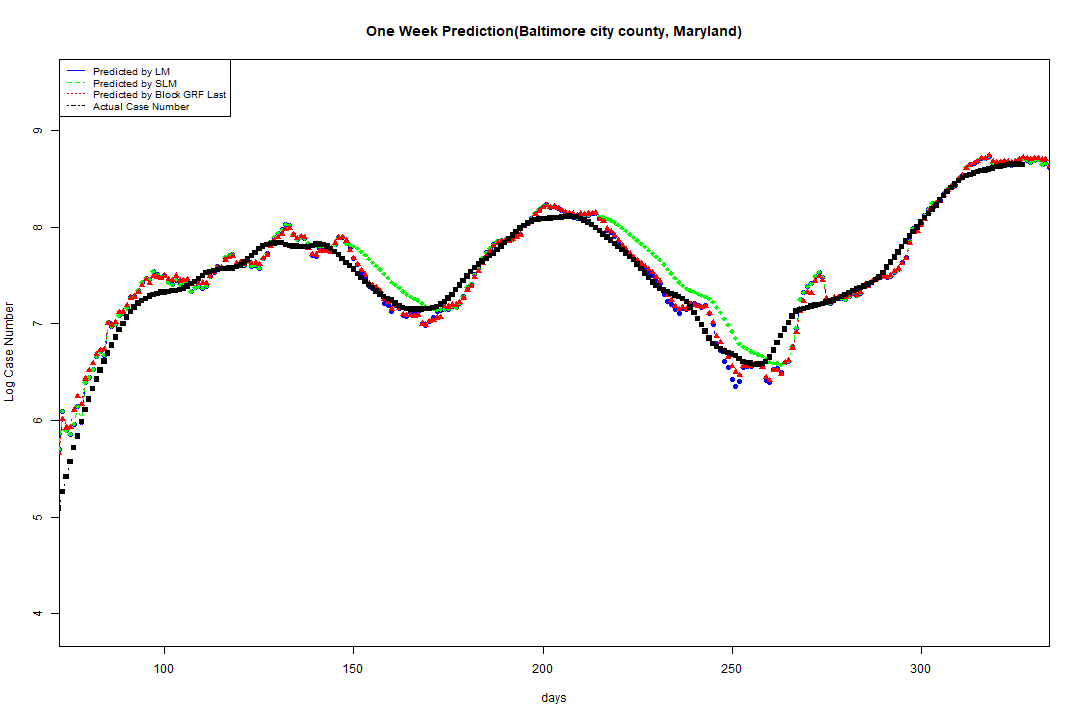 One Week Prediction(Baltimore city county, Maryland)
Predicted by LM
Predicted by SLM
Predicted by Block GRF Last
Actual Case Number
9
8
7
6
5
4
Log Case Number
100 150 200 250 300
days